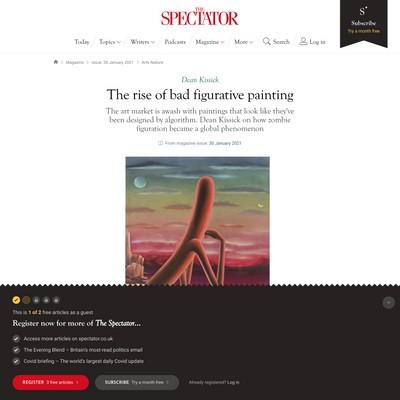 THE
SPECTATOR
S
Subscribe
Try a month free
Today Topics Writers Podcasts Magazine More Search Log in
Magazine Issue: 30 January 2021 Arts feature
Dean Kissick
The rise of bad figurative painting
The art market is awash with paintings that look like they've
been designed by algorithm. Dean Kissick on how zombie
figuration became a global phenomenon
From magazine issue: 30 January 2021
This is 1 of 2 free articles as a guest
Register now for more of The Spectator...
Access more articles on spectator.co.uk
The Evening Blend – Britain's most-read politics email
Covid briefing – The world's largest daily Covid update
REGISTER 3 free articles
SUBSCRIBE Try a month free
Already registered? Log in